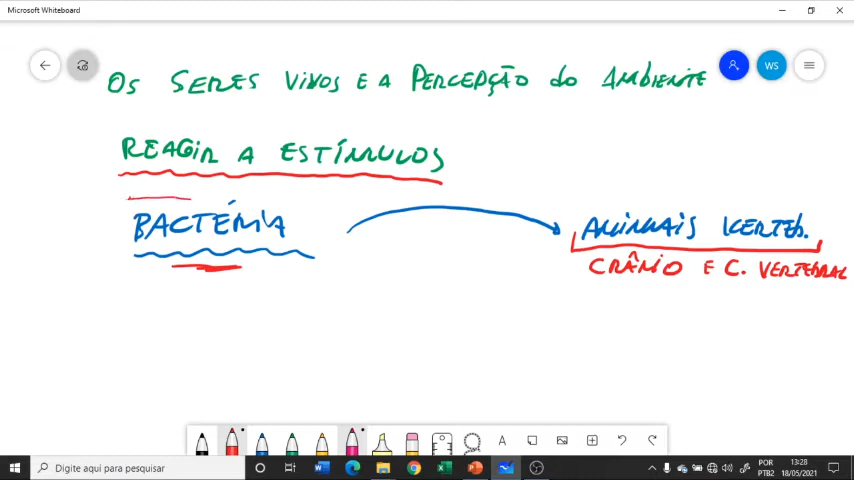 Microsoft Whiteboard
OS SERES VIVOS E A PERCEPÇÃO DO AMBIENTE
WS
REAGIR A ESTÍMULOS
BACTÉRIA
ANIMAIS VERTEB.
CRÂNIO E C. VERTEBRAL
A
Digite aqui para pesquisar
POR
PTB2
13:28
18/05/2021